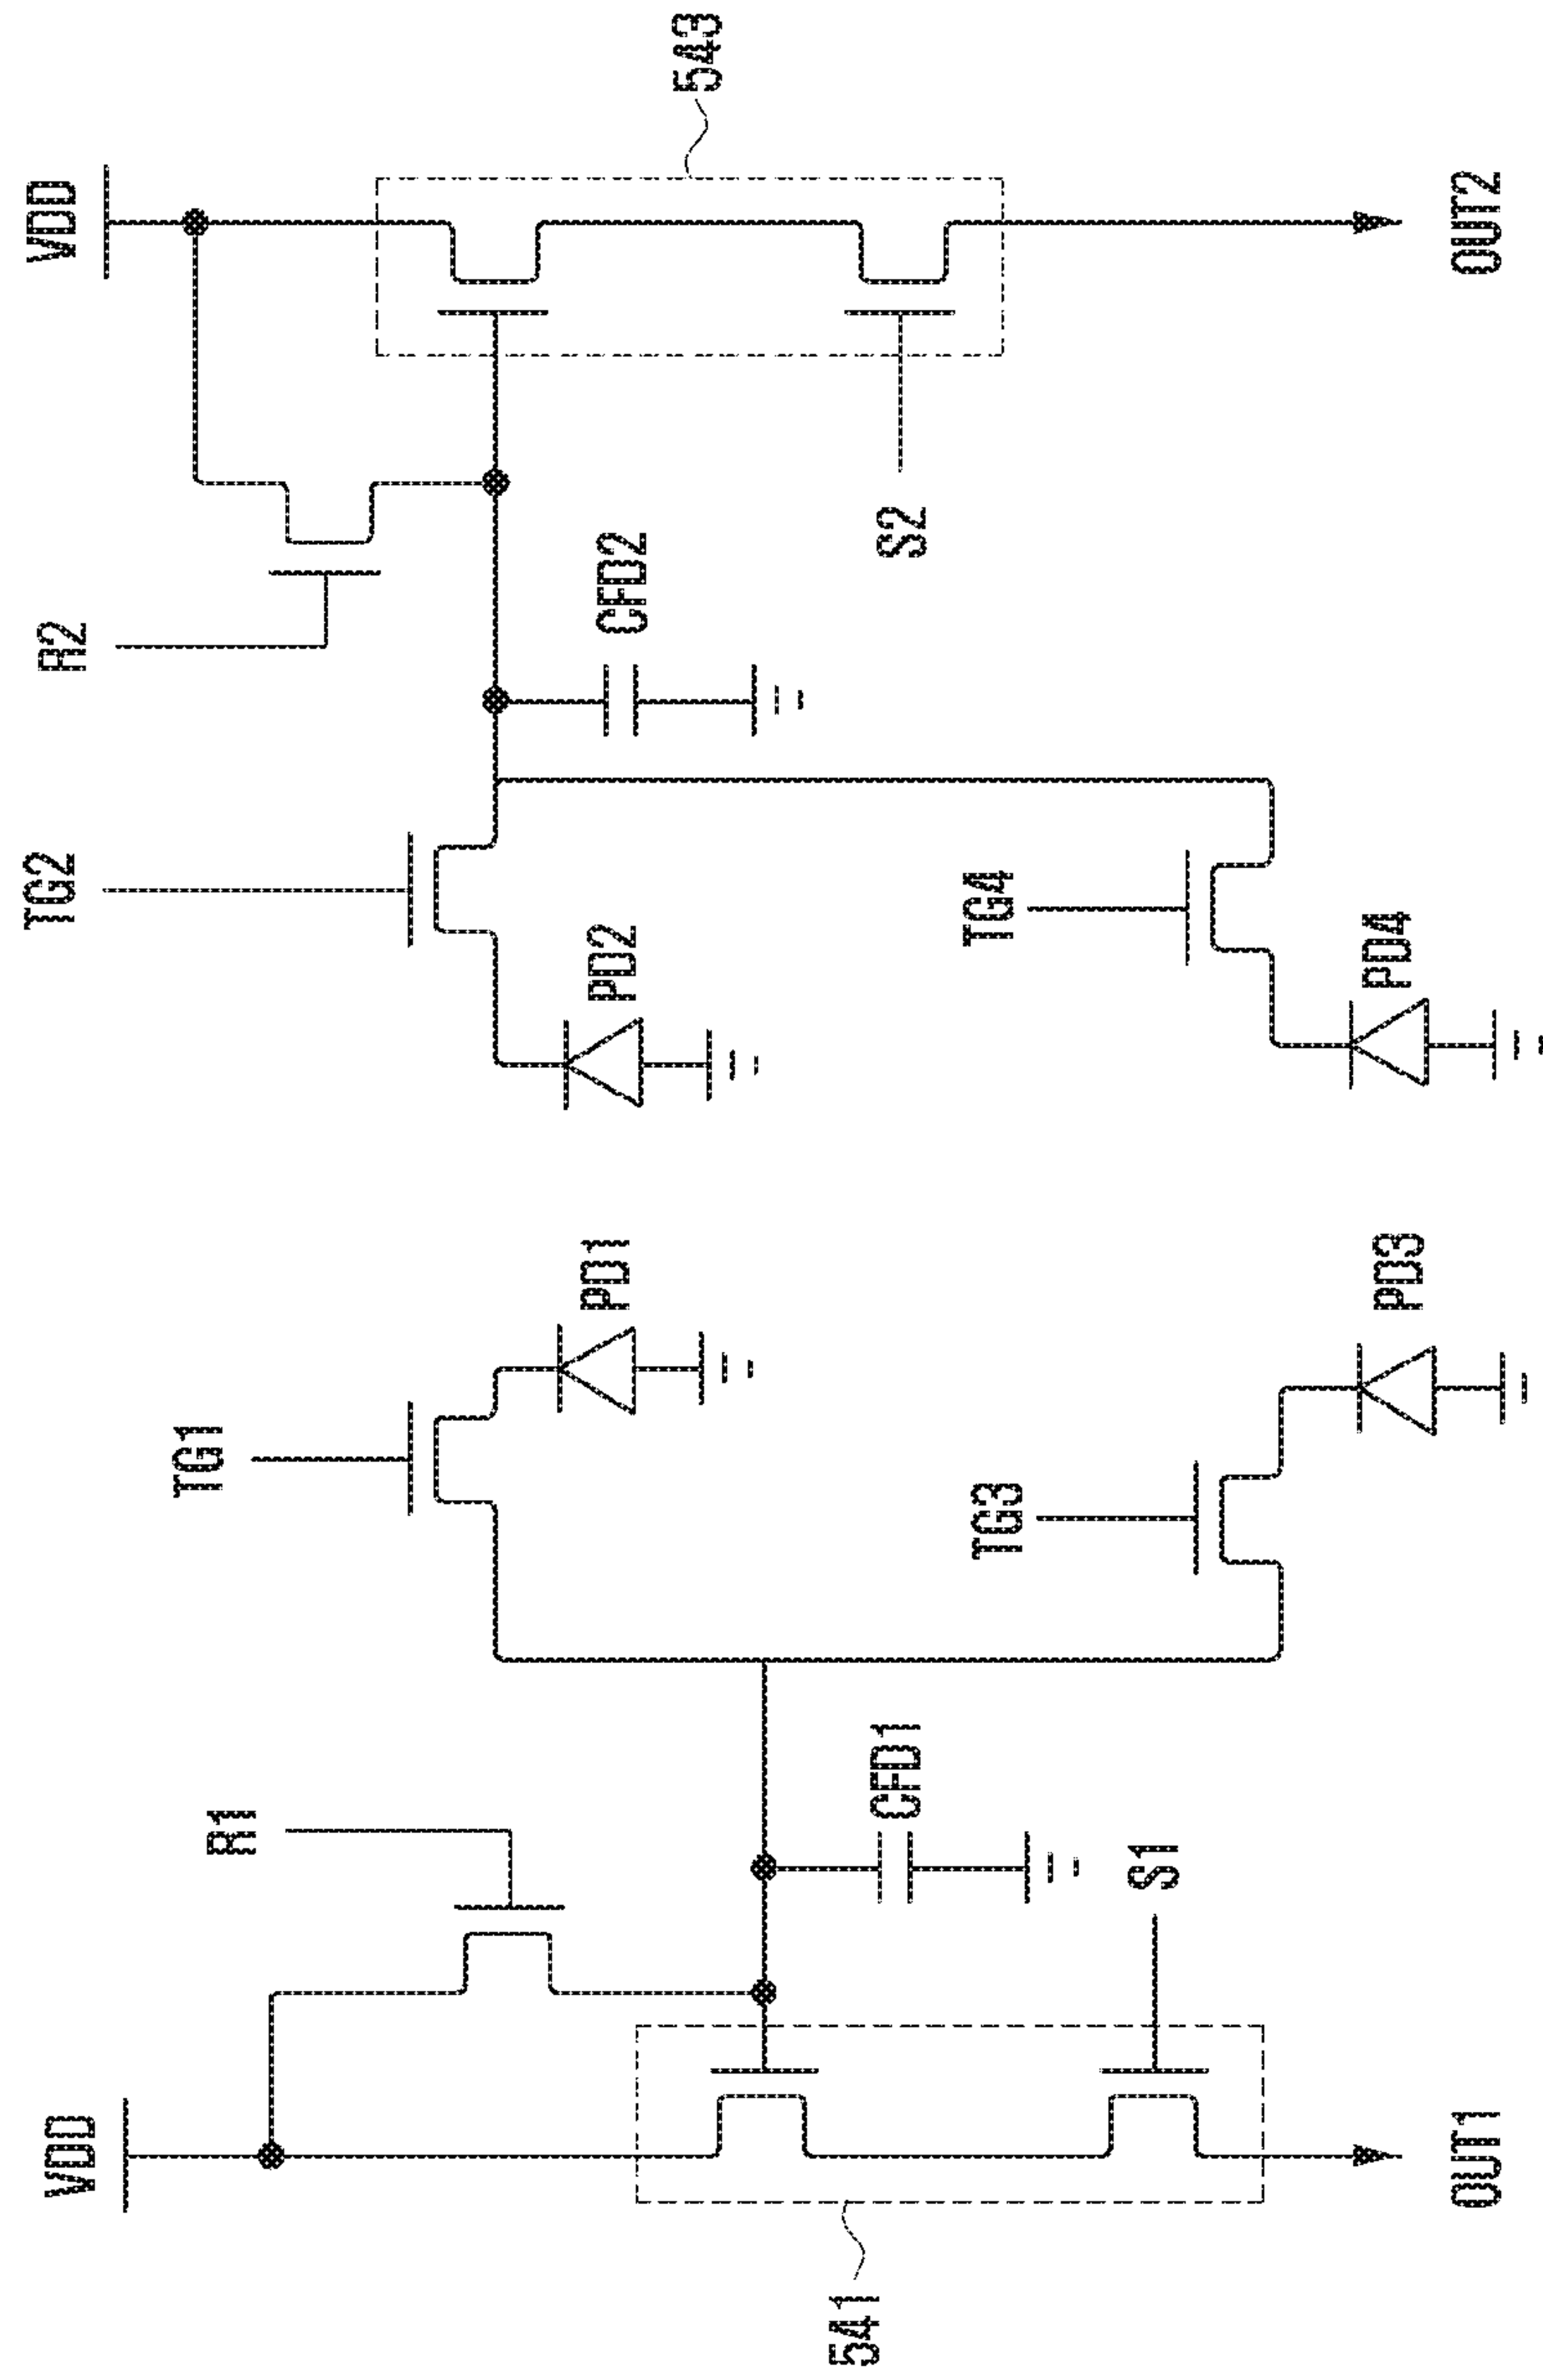 VDD
R2
TG2
543
CFD2
S2
PD2
TG4
PD4
OUT2
TG1
PD1
TG3
PD3
R1
CFD1
S1
VDD
541
OUT1